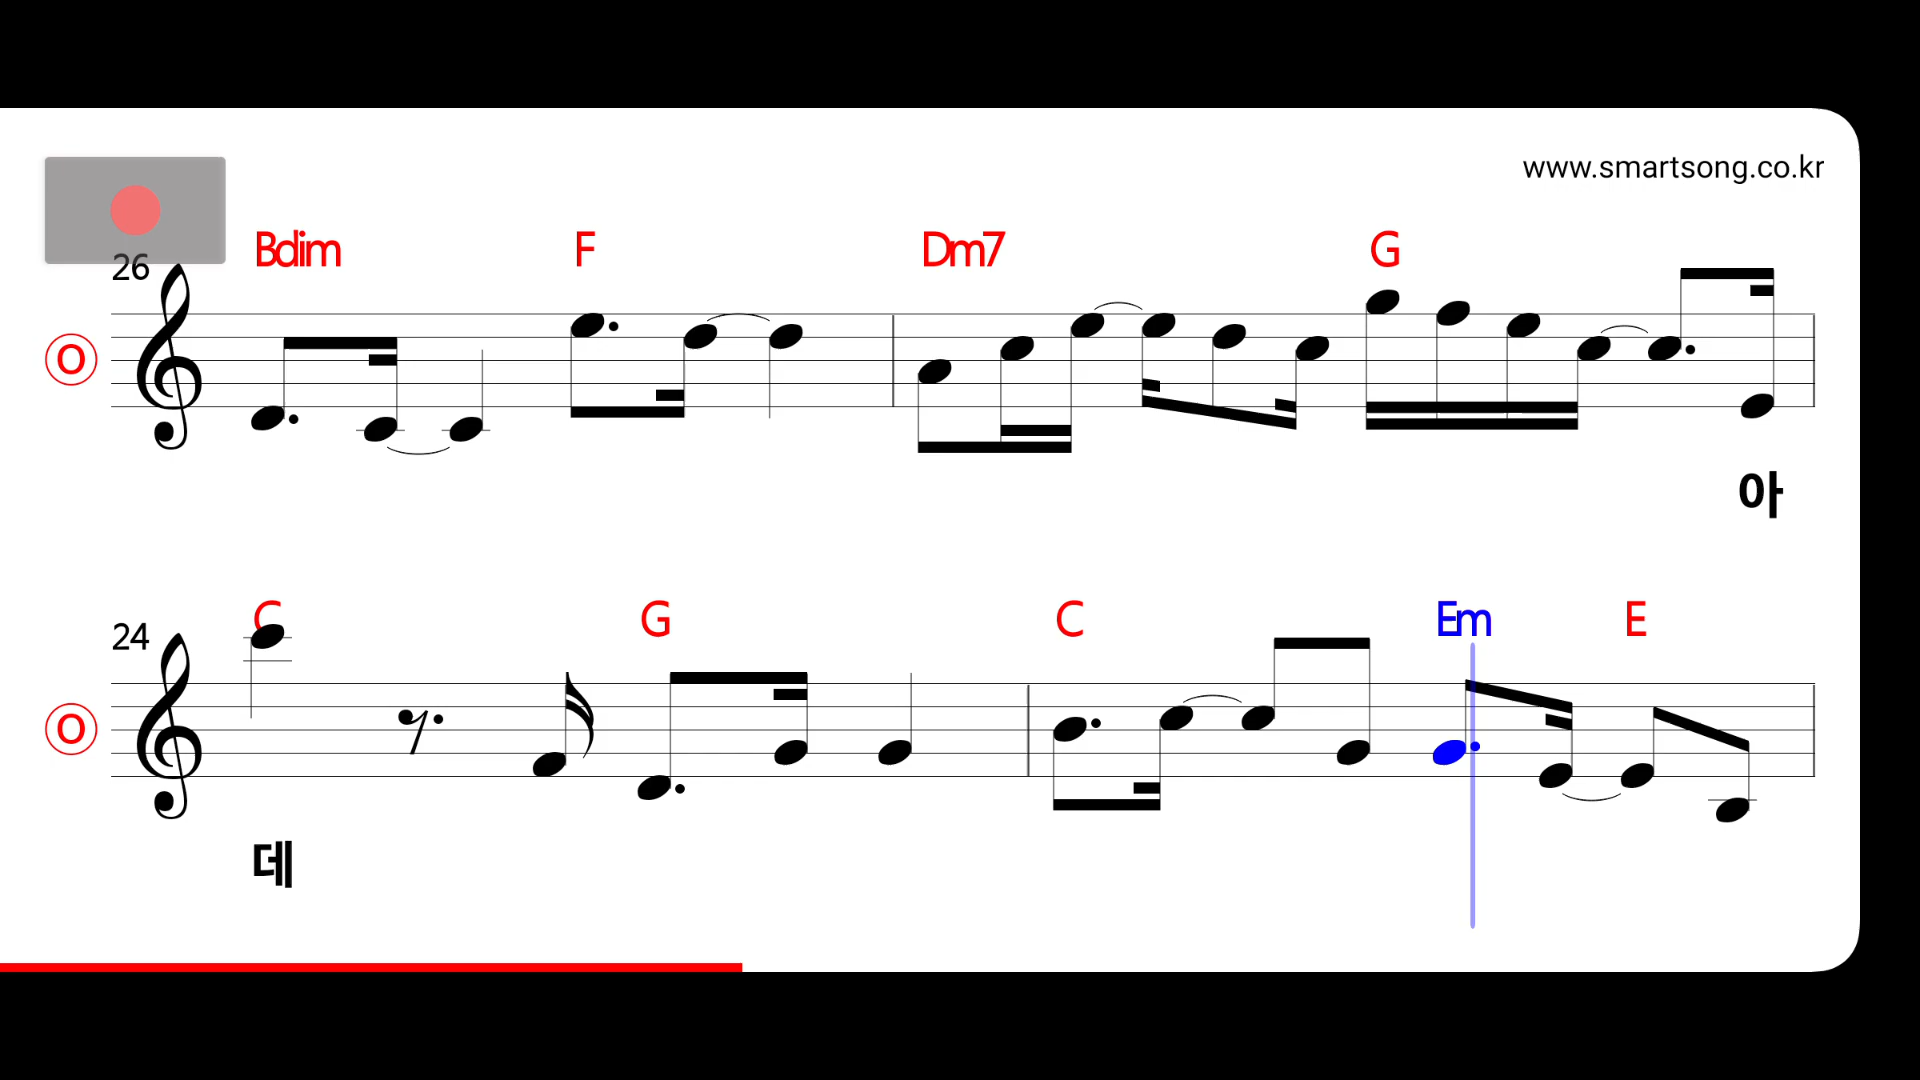 www.smartsong.co.kr
26 Bdim F Dm7 G
O
아
24 C G C Em E
O
데